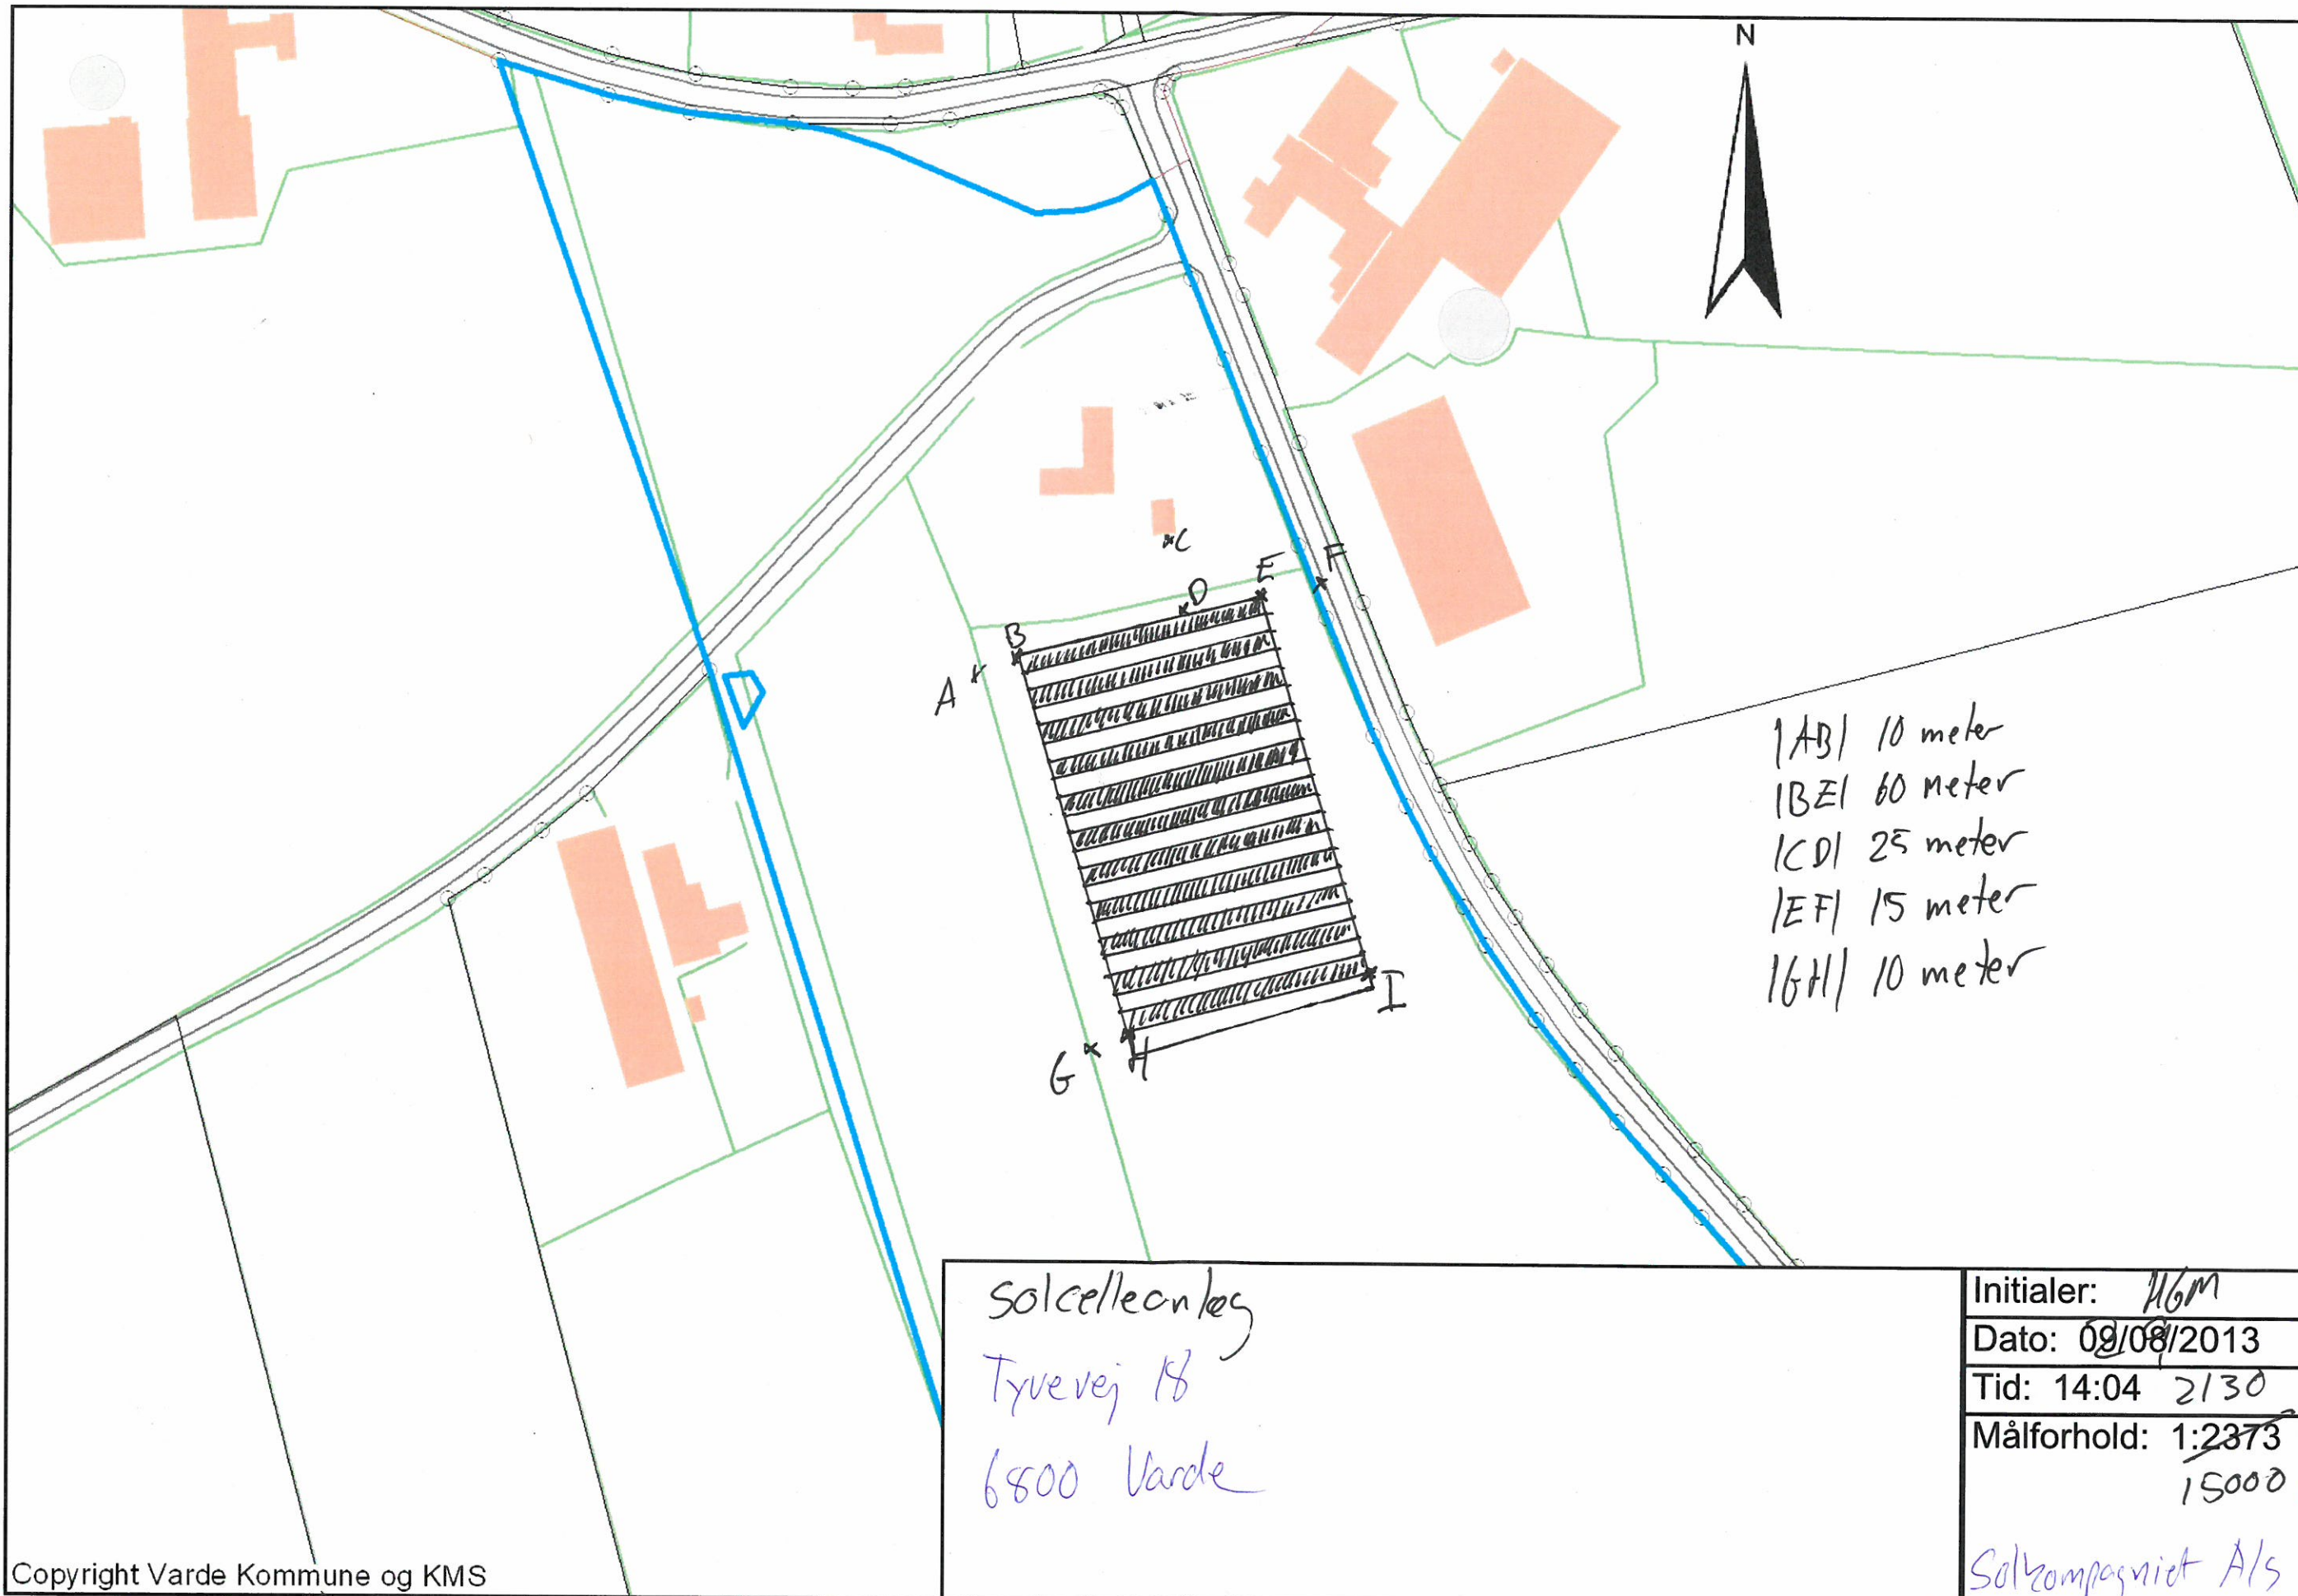 N
C
D
E
F
B
A
|AB| 10 meter
|BE| 60 meter
|CD| 25 meter
|EF| 15 meter
|GH| 10 meter
I
G
H
Solcelleanlæg
Tyvevej 18
6800 Varde
Initialer: HGM
Dato: 09/09/2013
Tid: 14:04 2130
Målforhold: 1:2373
15000
Solkompagniet A/S
Copyright Varde Kommune og KMS